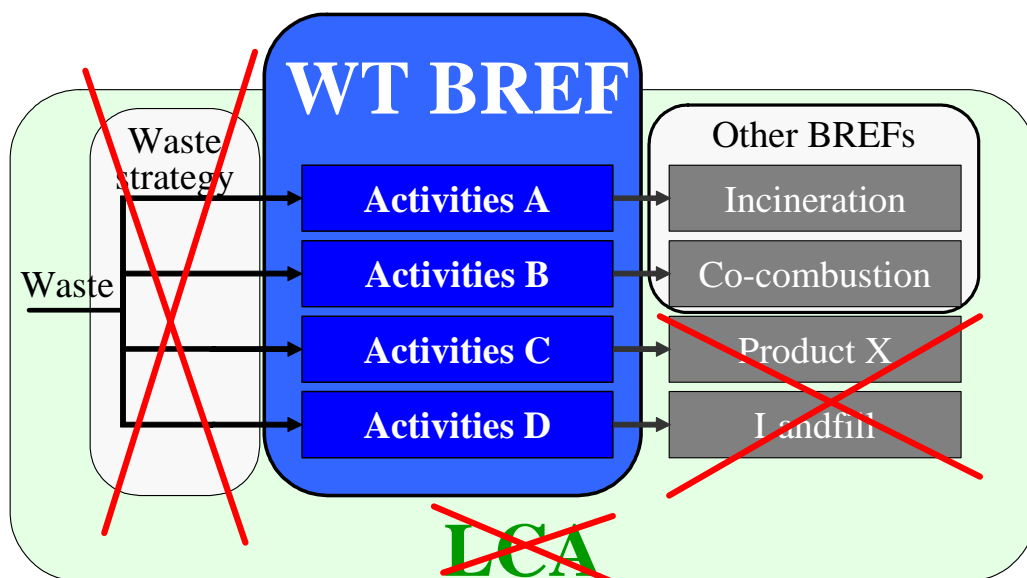 WT BREF
Waste
strategy
Other BREFs
Activities A
Incineration
Activities B
Co-combustion
Waste
Activities C
Product X
Activities D
Landfill
LCA